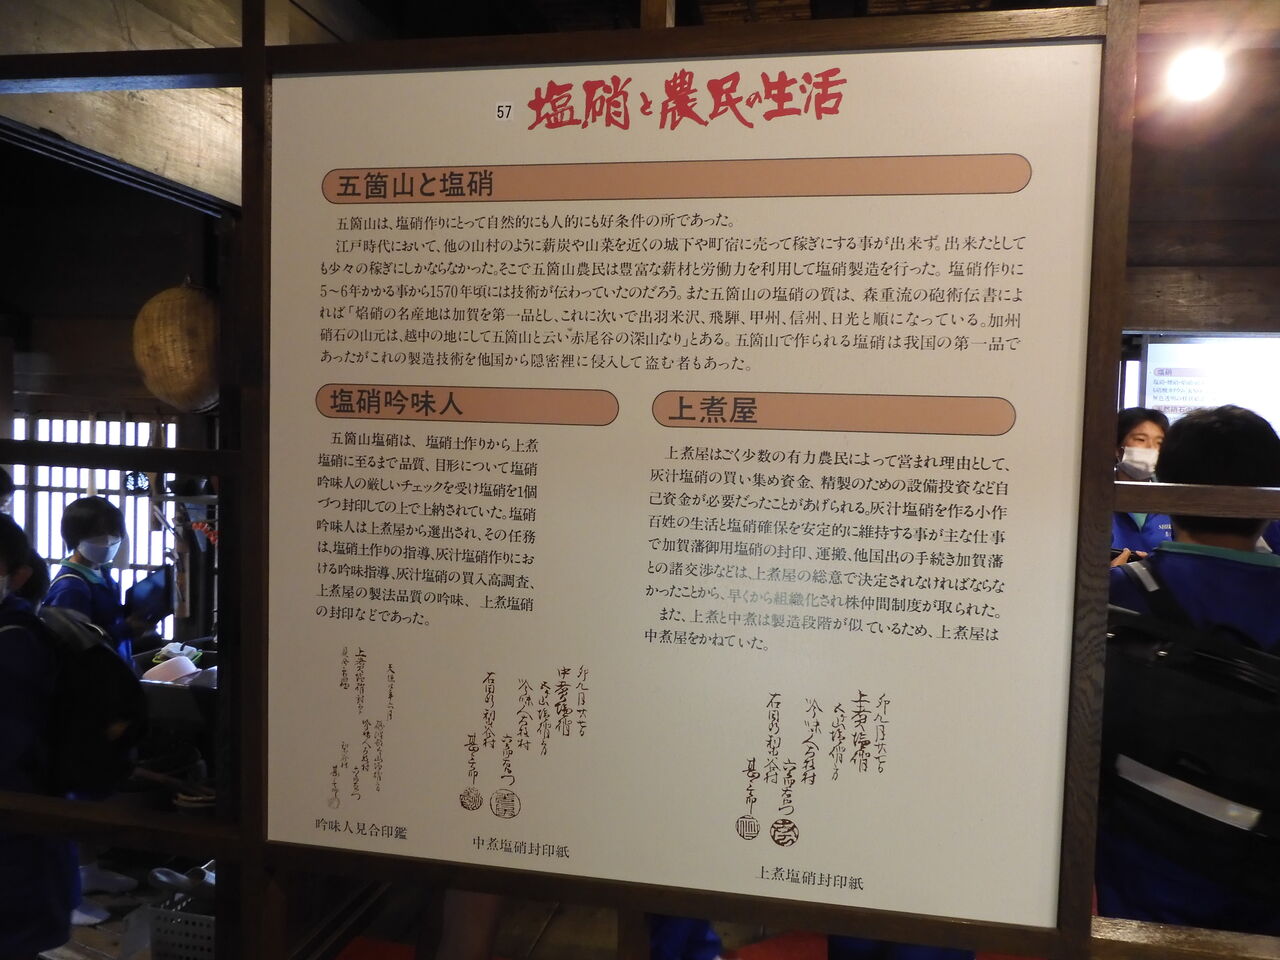 57
塩硝と農民の生活
五箇山と塩硝
五箇山は、塩硝作りにとって自然的にも人的にも好条件の所であった。
江戸時代において、他の山村のように薪炭や山菜を近くの城下や町宿に売って稼ぎにする事が出来ず。出来たとして
も少々の稼ぎにしかならなかった。そこで五箇山農民は豊富な薪材と労働力を利用して塩硝製造を行った。塩硝作りに
5〜6年かかる事から1570年頃には技術が伝わっていたのだろう。また五箇山の塩硝の質は、森重流の砲術伝書によ
れば「焔硝の名産地は加賀を第一品とし、これに次いで出羽米沢、飛騨、甲州、信州、日光と順になっている。加州
硝石の山元は、越中の地にして五箇山と云い赤尾谷の深山なり」とある。五箇山で作られる塩硝は我国の第一品で
あったがこれの製造技術を他国から隠密裡に侵入して盗む者もあった。
塩硝吟味人
五箇山塩硝は、塩硝土作りから上煮
塩硝に至るまで品質、目形について塩硝
吟味人の厳しいチェックを受け塩硝を1個
づつ封印しての上で上納されていた。塩硝
吟味人は上煮屋から選出され、その任務
は、塩硝土作りの指導、灰汁塩硝作りにお
ける吟味指導、灰汁塩硝の買入高調査、
上煮屋の製法品質の吟味、上煮塩硝
の封印などであった。
上煮屋
上煮屋はごく少数の有力農民によって営まれ理由として、
灰汁塩硝の買い集め資金、精製のための設備投資など自
己資金が必要だったことがあげられる。灰汁塩硝を作る小作
百姓の生活と塩硝確保を安定的に維持する事が主な仕事
で加賀藩御用塩硝の封印、運搬、他国出の手続き加賀藩
との諸交渉などは、上煮屋の総意で決定されなければならな
かったことから、早くから組織化され株仲間制度が取られた。
また、上煮と中煮は製造段階が似ているため、上煮屋は
中煮屋をかねていた。
吟味人見合印鑑
中煮塩硝封印紙
上煮塩硝封印紙
塩硝